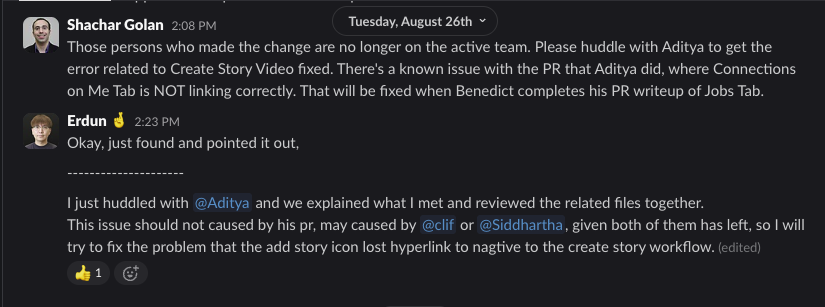 Tuesday, August 26th
Shachar Golan 2:08 PM
Those persons who made the change are no longer on the active team. Please huddle with Aditya to get the
error related to Create Story Video fixed. There's a known issue with the PR that Aditya did, where Connections
on Me Tab is NOT linking correctly. That will be fixed when Benedict completes his PR writeup of Jobs Tab.
Erdun 🤞 2:23 PM
Okay, just found and pointed it out,
---------------------
I just huddled with @Aditya and we explained what I met and reviewed the related files together.
This issue should not caused by his pr, may caused by @clif or @Siddhartha, given both of them has left, so I will
try to fix the problem that the add story icon lost hyperlink to nagtive to the create story workflow. (edited)
👍 1